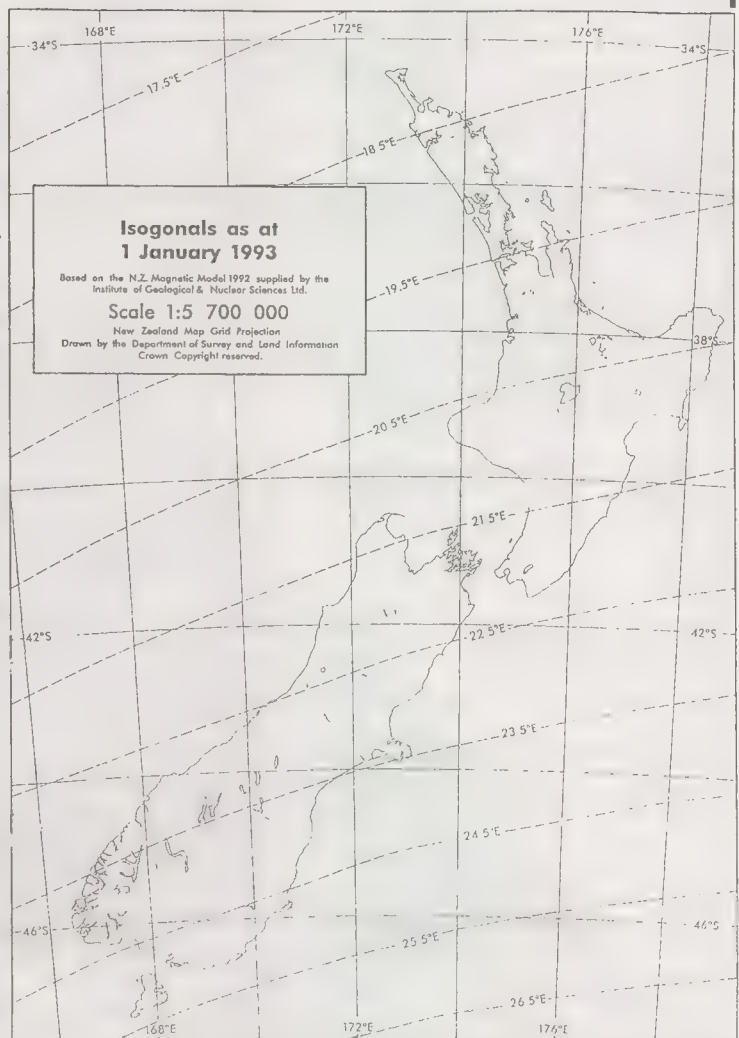 168°E 172°E 176°E
34°S 34°S
17.5°E
18 5°E
Isogonals as at
1 January 1993
Based on the N.Z. Magnetic Model 1992 supplied by the
Institute of Geological & Nuclear Sciences Ltd.
Scale 1:5 700 000
New Zealand Map Grid Projection
Drawn by the Department of Survey and Land Information
Crown Copyright reserved.
19.5°E
38°S
20 5°E
21 5°E
42°S 42°S
22 5°E
23.5°E
24 5°E
46°S 46°S
25 5°E
26 5°E
168°E 172°E 176°E